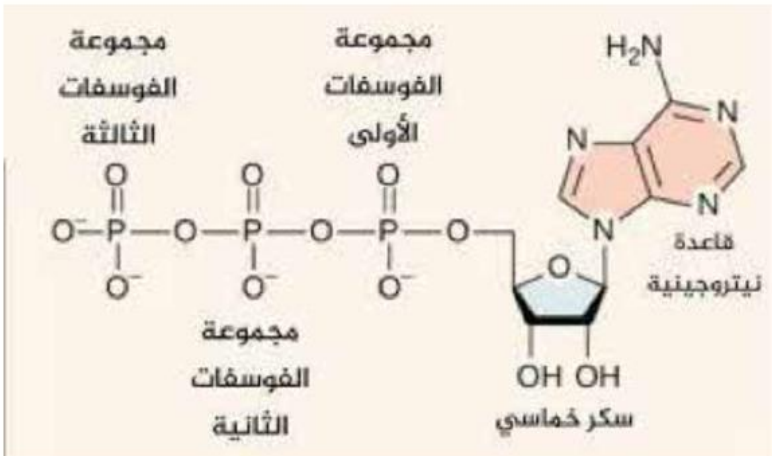 مجموعة
الفوسفات
الثالثة
مجموعة
الفوسفات
الأولى
H₂N
N
N
N
N
O
O
O
O⁻
P
O
P
O
P
O
O⁻
O⁻
O⁻
O
OH OH
قاعدة
نيتروجينية
سكر خماسي
مجموعة
الفوسفات
الثانية